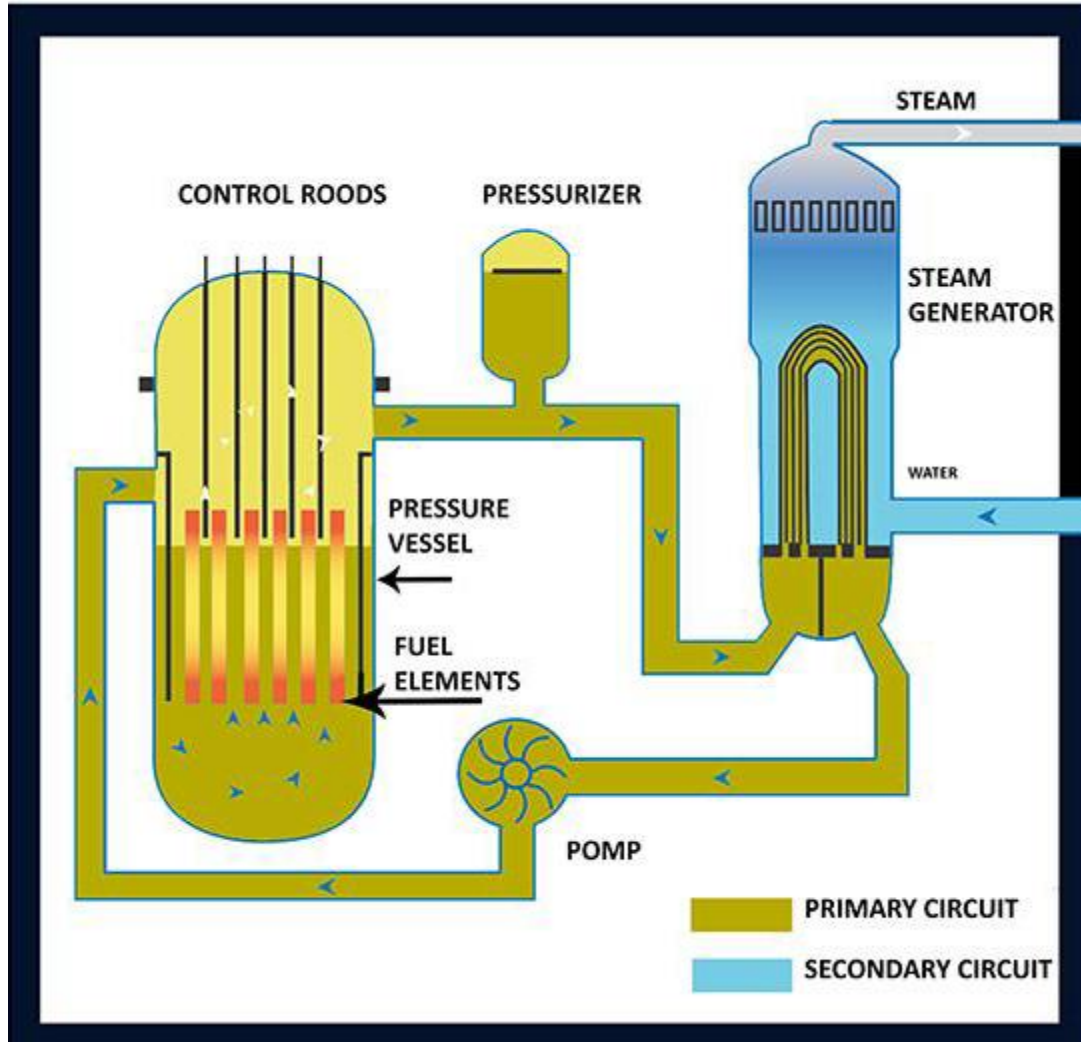 STEAM
CONTROL ROODS
PRESSURIZER
STEAM
GENERATOR
WATER
PRESSURE
VESSEL
FUEL
ELEMENTS
POMP
PRIMARY CIRCUIT
SECONDARY CIRCUIT